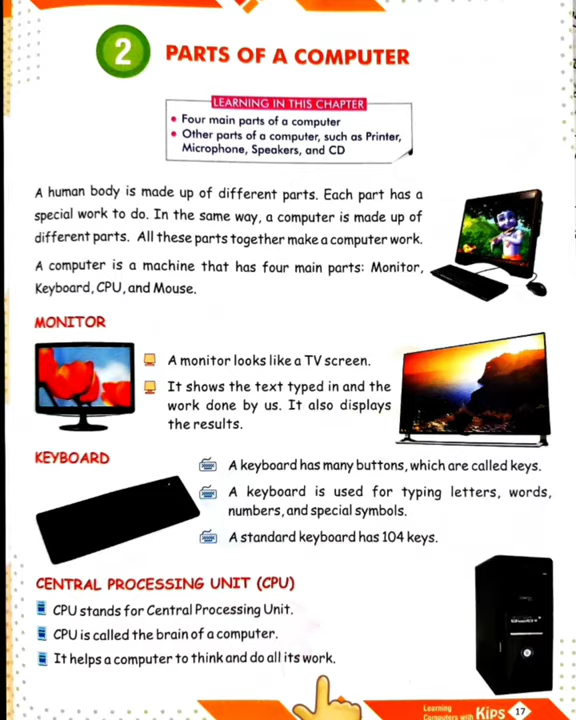 2
PARTS OF A COMPUTER
LEARNING IN THIS CHAPTER
• Four main parts of a computer
• Other parts of a computer, such as Printer,
Microphone, Speakers, and CD
A human body is made up of different parts. Each part has a
special work to do. In the same way, a computer is made up of
different parts. All these parts together make a computer work.
A computer is a machine that has four main parts: Monitor,
Keyboard, CPU, and Mouse.
MONITOR
A monitor looks like a TV screen.
It shows the text typed in and the
work done by us. It also displays
the results.
KEYBOARD
A keyboard has many buttons, which are called keys.
A keyboard is used for typing letters, words,
numbers, and special symbols.
A standard keyboard has 104 keys.
CENTRAL PROCESSING UNIT (CPU)
CPU stands for Central Processing Unit.
CPU is called the brain of a computer.
It helps a computer to think and do all its work.
Learning
Computers with Kips 17